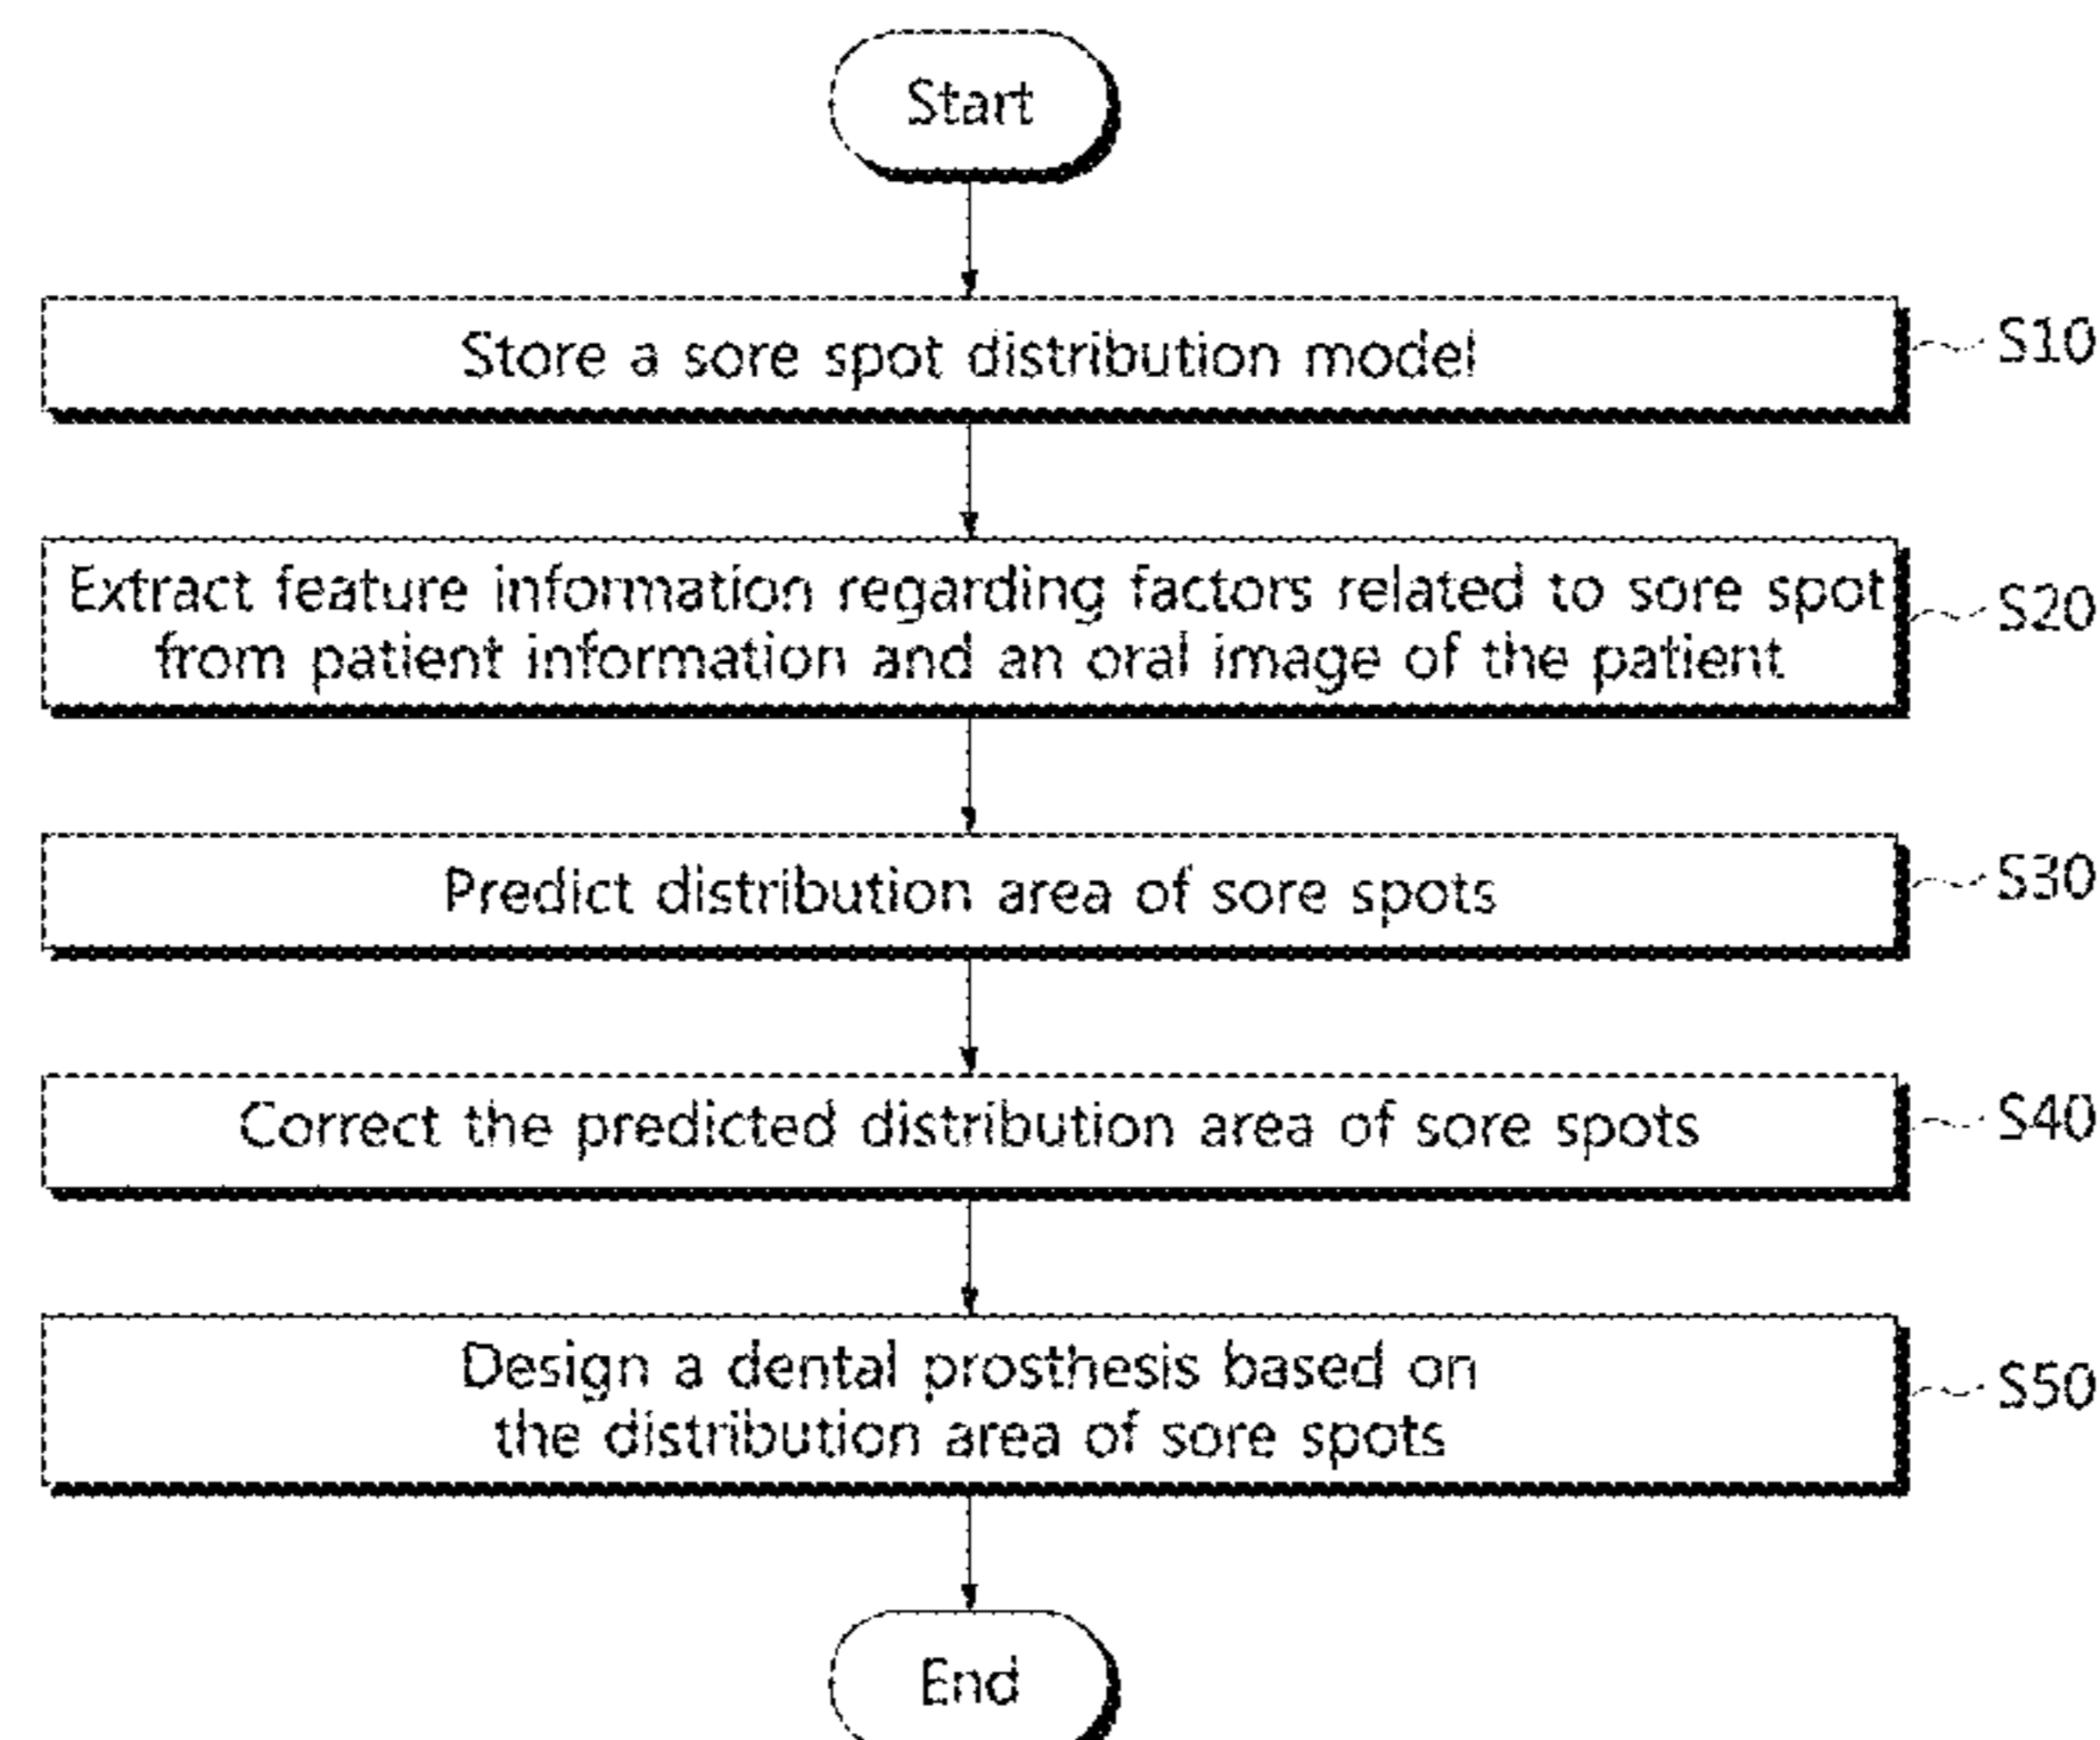 Start
Store a sore spot distribution model
S10
Extract feature information regarding factors related to sore spot
from patient information and an oral image of the patient
S20
Predict distribution area of sore spots
S30
Correct the predicted distribution area of sore spots
S40
Design a dental prosthesis based on
the distribution area of sore spots
S50
End